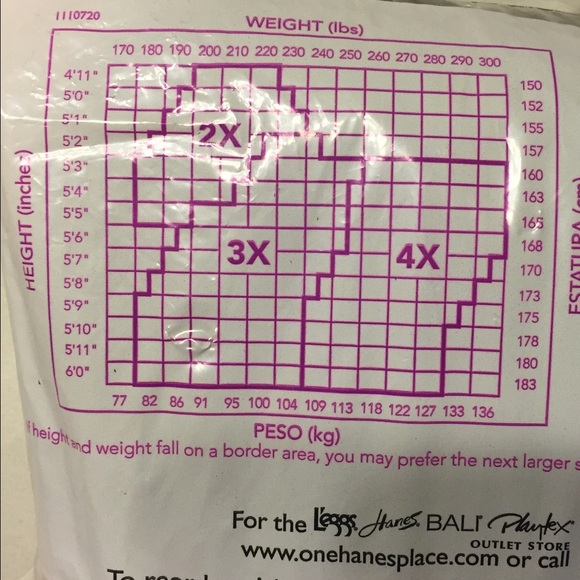 1110720
WEIGHT (lbs)
170 180 190 200 210 220 230 240 250 260 270 280 290 300
4'11" 150
5'0" 152
5'1" 155
5'2" 2X 157
5'3" 160
5'4" 163
5'5" 165
5'6" 168
5'7" 3X 4X 170
5'8" 173
5'9" 175
5'10" 178
5'11" 180
6'0" 183
HEIGHT (inches)
ESTATURA (cm)
77 82 86 91 95 100 104 109 113 118 122 127 133 136
PESO (kg)
f height and weight fall on a border area, you may prefer the next larger s
For the L'eggs Hanes BALI Playtex
OUTLET STORE
www.onehanesplace.com or call